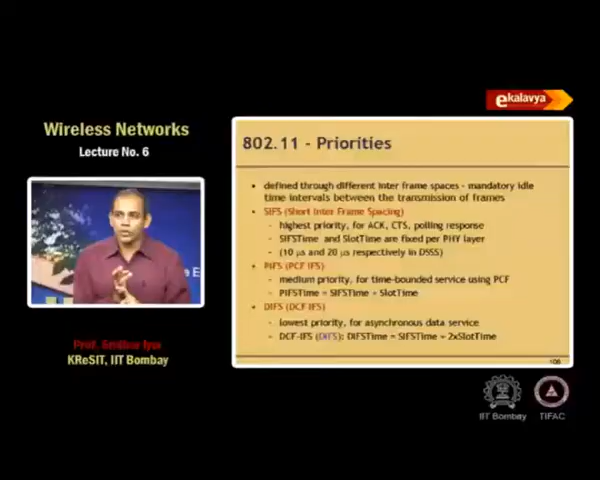 ekalavya
Wireless Networks
Lecture No. 6
802.11 - Priorities
• defined through different inter frame spaces - mandatory idle
time intervals between the transmission of frames
• SIFS (Short Inter Frame Spacing)
- highest priority, for ACK, CTS, polling response
- SIFSTime and SlotTime are fixed per PHY layer
- (10 µs and 20 µs respectively in DSSS)
• PIFS (PCF IFS)
- medium priority, for time-bounded service using PCF
- PIFSTime = SIFSTime + SlotTime
• DIFS (DCF IFS)
- lowest priority, for asynchronous data service
- DCF-IFS (DIFS): DIFSTime = SIFSTime + 2xSlotTime
Prof. Sridhar Iyer
KReSIT, IIT Bombay
IIT Bombay
TIFAC